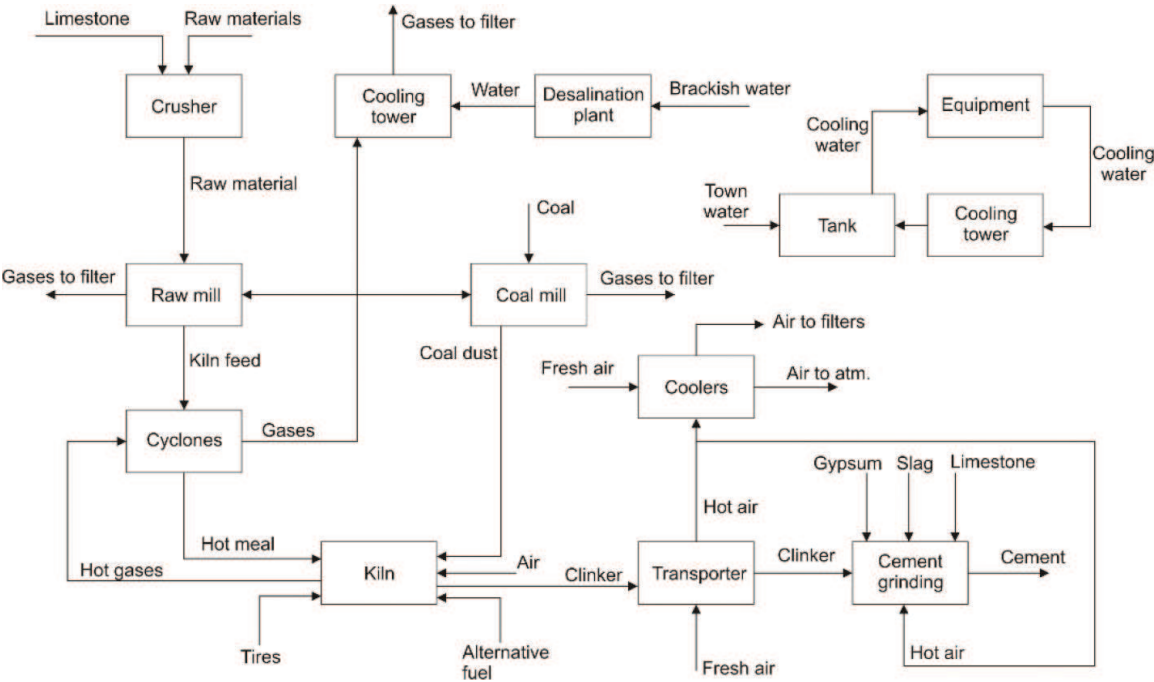 Limestone
Raw materials
Gases to filter
Crusher
Cooling
tower
Water
Desalination
plant
Brackish water
Equipment
Cooling
water
Cooling
water
Raw material
Town
water
Tank
Cooling
tower
Coal
Gases to filter
Raw mill
Coal mill
Gases to filter
Kiln feed
Coal dust
Air to filters
Fresh air
Coolers
Air to atm.
Cyclones
Gases
Gypsum
Slag
Limestone
Hot air
Hot meal
Hot gases
Kiln
Air
Clinker
Transporter
Clinker
Cement
grinding
Cement
Tires
Alternative
fuel
Fresh air
Hot air